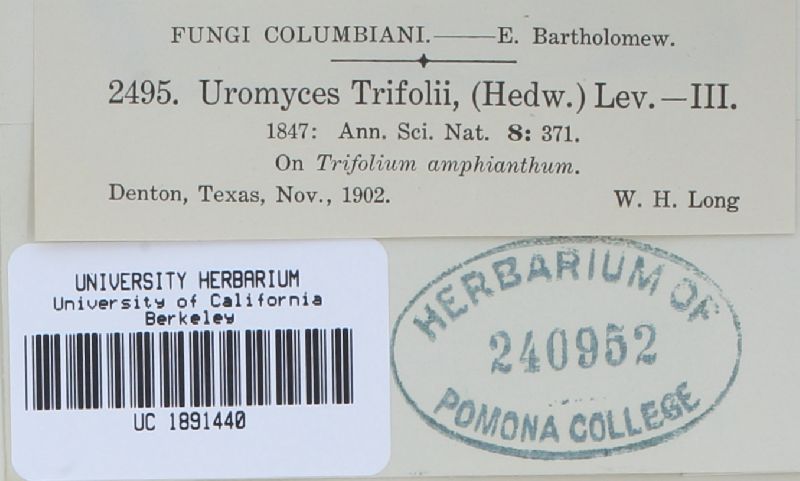 FUNGI COLUMBIANI.——E. Bartholomew.
2495. Uromyces Trifolii, (Hedw.) Lev.—III.
1847: Ann. Sci. Nat. 8: 371.
On Trifolium amphianthum.
Denton, Texas, Nov., 1902. W. H. Long
UNIVERSITY HERBARIUM
University of California
Berkeley
UC 1891440
HERBARIUM OF
240952
POMONA COLLEGE